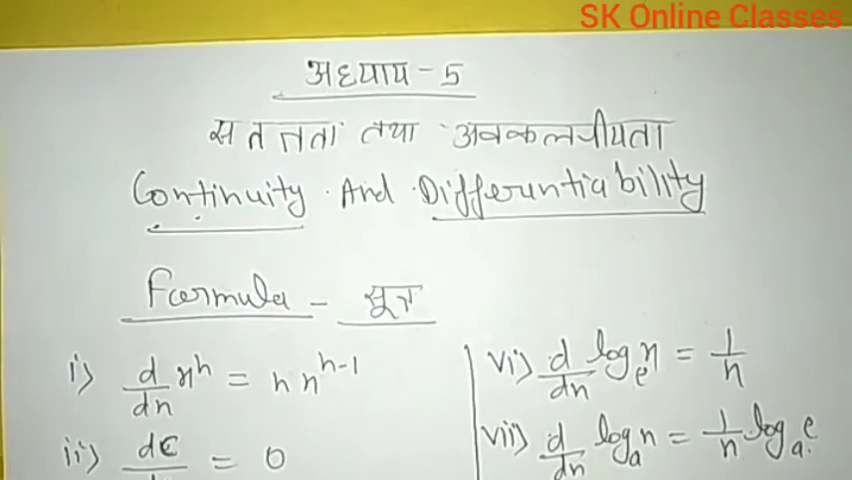 SK Online Classes
अध्याय - 5
सततता तथा अवकलनीयता
Continuity And Differentiability
Formula - सूत्र
i) d/dx x^n = n x^(n-1)
ii) dc/ = 0
vi) d/dx log_e x = 1/x
vii) d/dx log_a x = 1/x log_a e